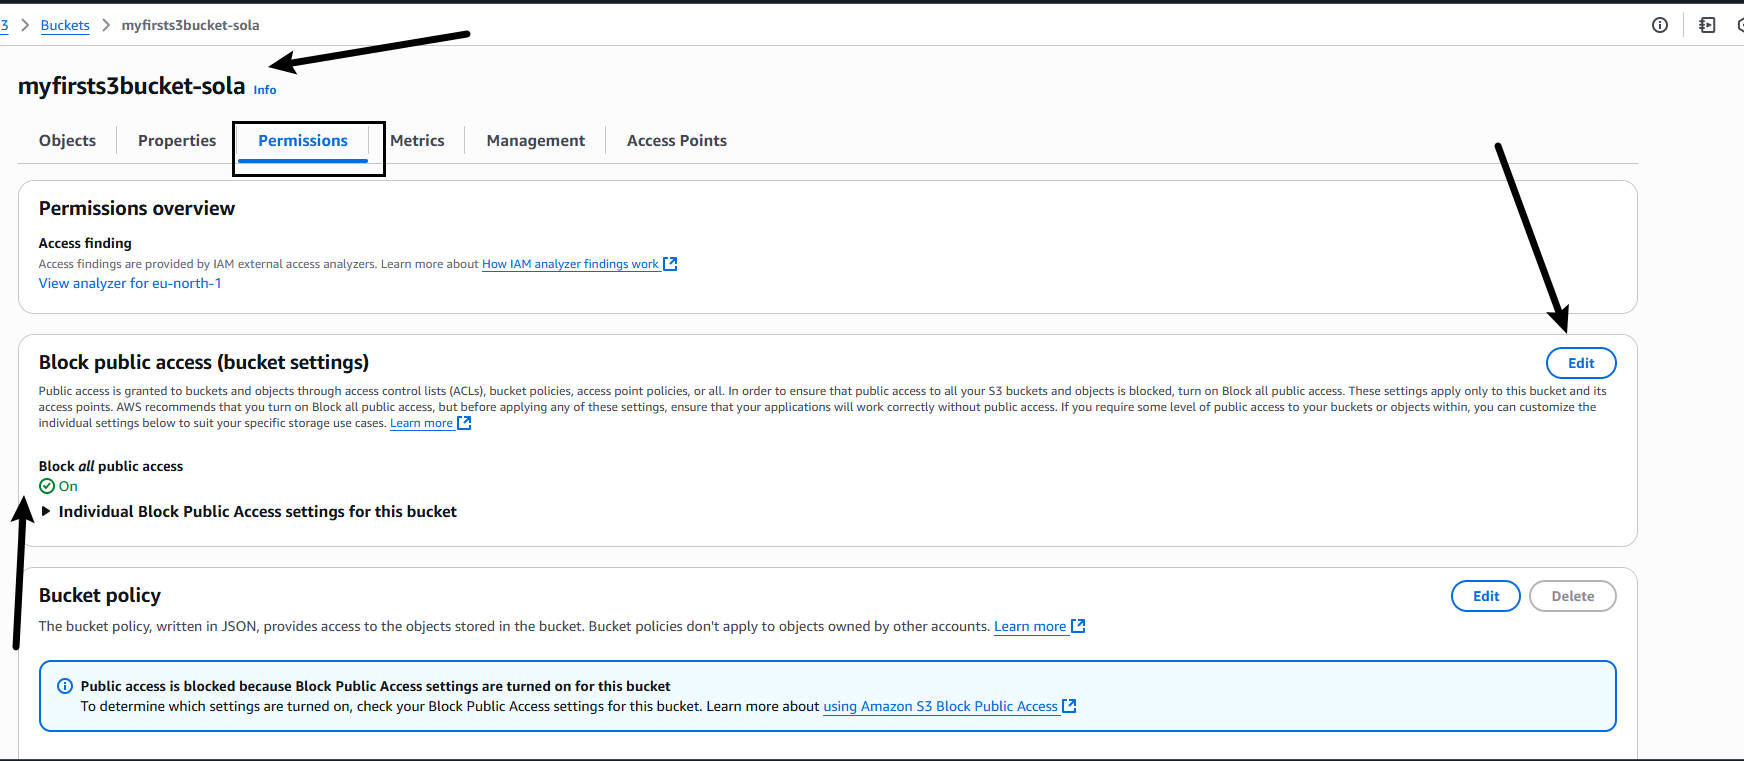 3 > Buckets > myfirsts3bucket-sola
myfirsts3bucket-sola Info
Objects Properties Permissions Metrics Management Access Points
Permissions overview
Access finding
Access findings are provided by IAM external access analyzers. Learn more about How IAM analyzer findings work
View analyzer for eu-north-1
Block public access (bucket settings)
Edit
Public access is granted to buckets and objects through access control lists (ACLs), bucket policies, access point policies, or all. In order to ensure that public access to all your S3 buckets and objects is blocked, turn on Block all public access. These settings apply only to this bucket and its
access points. AWS recommends that you turn on Block all public access, but before applying any of these settings, ensure that your applications will work correctly without public access. If you require some level of public access to your buckets or objects within, you can customize the
individual settings below to suit your specific storage use cases. Learn more
Block all public access
On
Individual Block Public Access settings for this bucket
Bucket policy
Edit Delete
The bucket policy, written in JSON, provides access to the objects stored in the bucket. Bucket policies don't apply to objects owned by other accounts. Learn more
Public access is blocked because Block Public Access settings are turned on for this bucket
To determine which settings are turned on, check your Block Public Access settings for this bucket. Learn more about using Amazon S3 Block Public Access